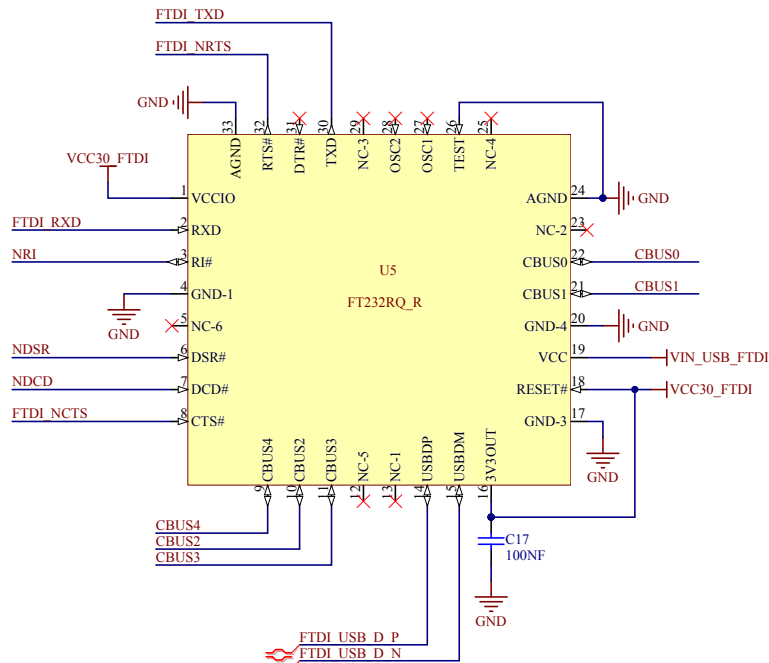 FTDI_TXD
FTDI_NRTS
GND
33 32 31 30 29 28 27 26 25
AGND RTS# DTR# TXD NC-3 OSC2 OSC1 TEST NC-4
VCC30_FTDI
1 VCCIO
AGND 24 GND
FTDI_RXD 2 RXD
NC-2 23
NRI 3 RI#
CBUS0 22 CBUS0
U5
4 GND-1
CBUS1 21 CBUS1
FT232RQ_R
GND
5 NC-6
GND-4 20 GND
NDSR 6 DSR#
VCC 19 VIN_USB_FTDI
NDCD 7 DCD#
RESET# 18 VCC30_FTDI
FTDI_NCTS 8 CTS#
GND-3 17
GND
CBUS4 CBUS2 CBUS3 NC-5 NC-1 USBDP USBDM 3V3OUT
9 10 11 12 13 14 15 16
CBUS4
CBUS2
CBUS3
C17
100NF
GND
FTDI_USB_D_P
FTDI_USB_D_N